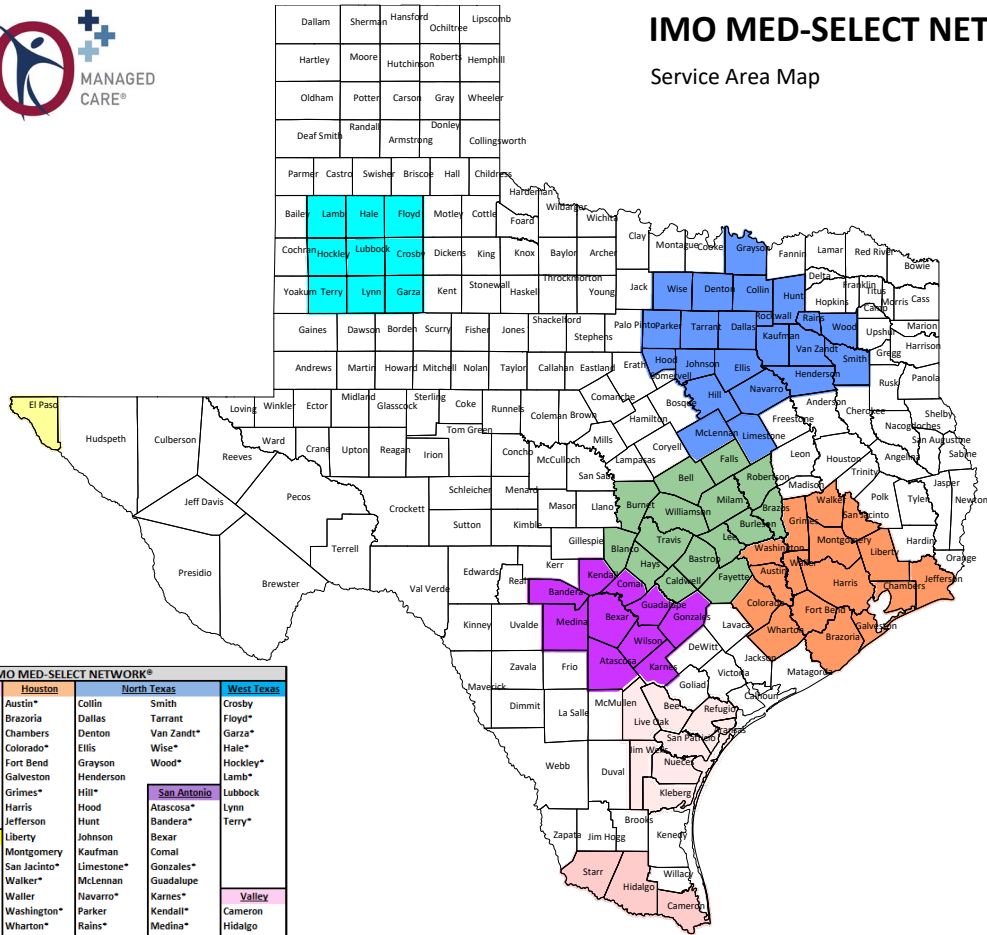 IMO MED-SELECT NET
Service Area Map
MANAGED
CARE®
Dallam Sherman Hansford Ochiltree Lipscomb
Hartley Moore Hutchinson Roberts Hemphill
Oldham Potter Carson Gray Wheeler
Deaf Smith Randall Armstrong Donley Collingsworth
Parmer Castro Swisher Briscoe Hall Childress
Hardeman
Bailey Lamb Hale Floyd Motley Cottle Foard Wilbarger Wichita
Clay Montague Cooke Grayson Fannin Lamar Red River Bowie
Cochran Hockley Lubbock Crosby Dickens King Knox Baylor Archer
Delta Franklin Titus Morris Cass
Yoakum Terry Lynn Garza Kent Stonewall Haskell Throckmorton Young Jack Wise Denton Collin Hunt Hopkins Camp
Gaines Dawson Borden Scurry Fisher Jones Shackelford Stephens Palo Pinto Parker Tarrant Dallas Rockwall Kaufman Rains Wood Upshur Marion
Harrison
Andrews Martin Howard Mitchell Nolan Taylor Callahan Eastland Erath Hood Somervell Johnson Ellis Van Zandt Smith Gregg
Henderson Rusk Panola
El Paso Hudspeth Culberson Loving Winkler Ector Midland Glasscock Sterling Coke Runnels Coleman Brown Comanche Bosque Hill Navarro Anderson Cherokee Shelby
Nacogdoches
Reeves Ward Crane Upton Reagan Irion Tom Green Concho McCulloch Mills Hamilton Coryell McLennan Limestone Freestone Leon Houston Angelina San Augustine Sabine
Jeff Davis Pecos Crockett Schleicher Menard San Saba Lampasas Bell Falls Robertson Madison Trinity Polk Tyler Jasper Newton
Mason Llano Burnet Williamson Milam Brazos Grimes Walker San Jacinto
Sutton Kimble Burleson
Presidio Brewster Terrell Gillespie Blanco Travis Lee Washington Montgomery Liberty Hardin Orange
Val Verde Edwards Real Kerr Kendall Comal Hays Bastrop Caldwell Fayette Austin Waller Harris Chambers Jefferson
Kinney Uvalde Bandera Medina Bexar Guadalupe Gonzales Colorado Fort Bend Galveston
Wilson Lavaca Wharton Brazoria
Maverick Zavala Frio Atascosa Karnes DeWitt Jackson Matagorda
Victoria Calhoun
Dimmit La Salle McMullen Live Oak Bee Goliad Refugio Aransas
San Patricio
Webb Duval Jim Wells Nueces
Kleberg
Zapata Jim Hogg Brooks Kenedy
Starr Hidalgo Willacy
Cameron
MO MED-SELECT NETWORK®
Houston North Texas West Texas
Austin* Collin Smith Crosby
Brazoria Dallas Tarrant Floyd*
Chambers Denton Van Zandt* Garza*
Colorado* Ellis Wise* Hale*
Fort Bend Grayson Wood* Hockley*
Galveston Henderson Lamb*
Grimes* Hill* San Antonio Lubbock
Harris Hood Atascosa* Lynn
Jefferson Hunt Bandera* Terry*
Liberty Johnson Bexar
Montgomery Kaufman Comal
San Jacinto* Limestone* Gonzales*
Walker* McLennan Guadalupe
Waller Navarro* Karnes* Valley
Washington* Parker Kendall* Cameron
Wharton* Rains* Medina* Hidalgo